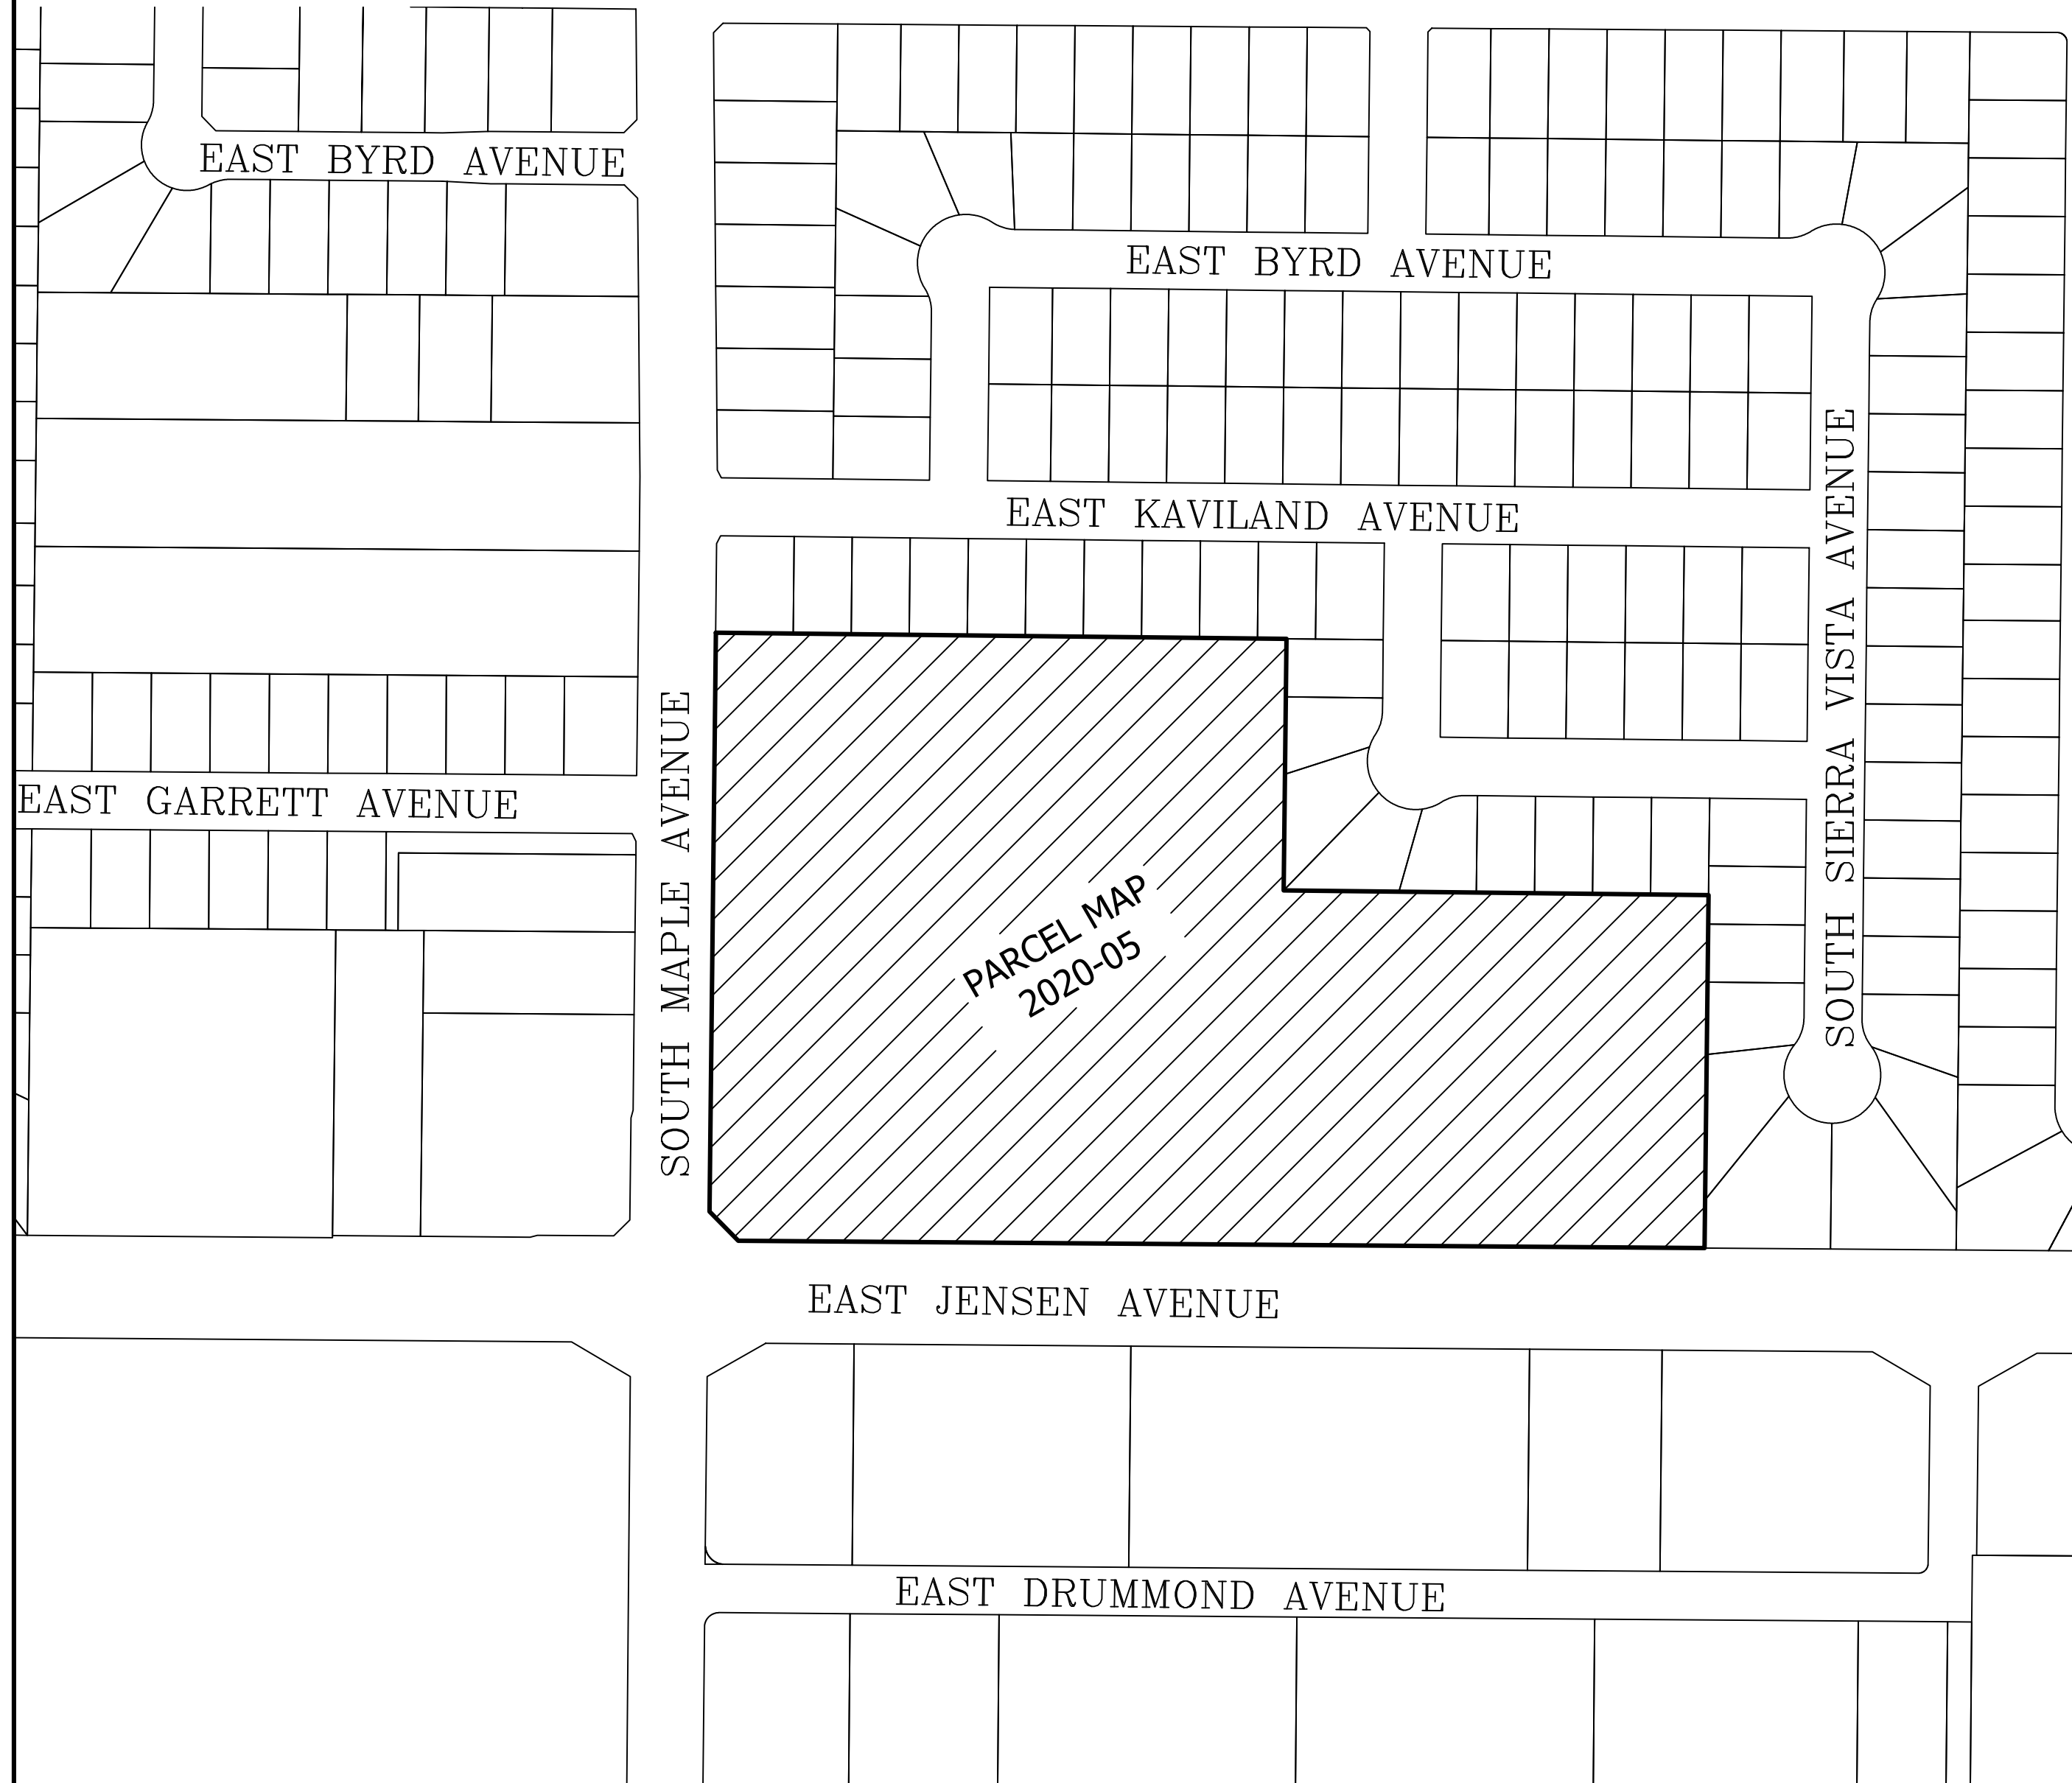 EAST BYRD AVENUE
EAST BYRD AVENUE
EAST KAVILAND AVENUE
SOUTH SIERRA VISTA AVENUE
EAST GARRETT AVENUE
SOUTH MAPLE AVENUE
PARCEL MAP
2020-05
EAST JENSEN AVENUE
EAST DRUMMOND AVENUE